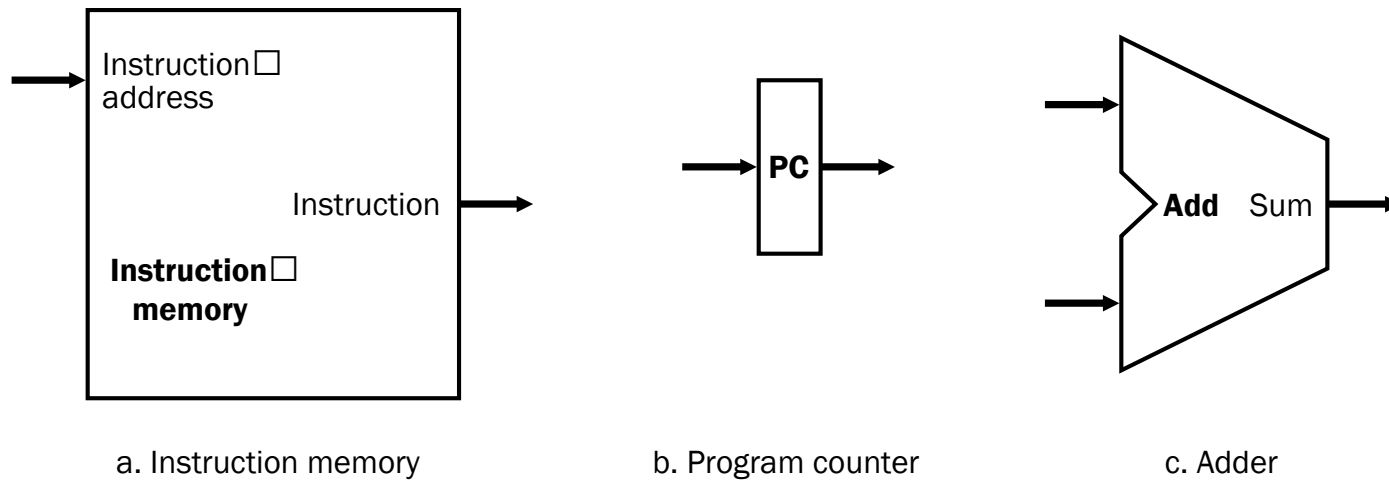 Instruction□
address
Instruction
Instruction□
memory
PC
Add Sum
a. Instruction memory
b. Program counter
c. Adder